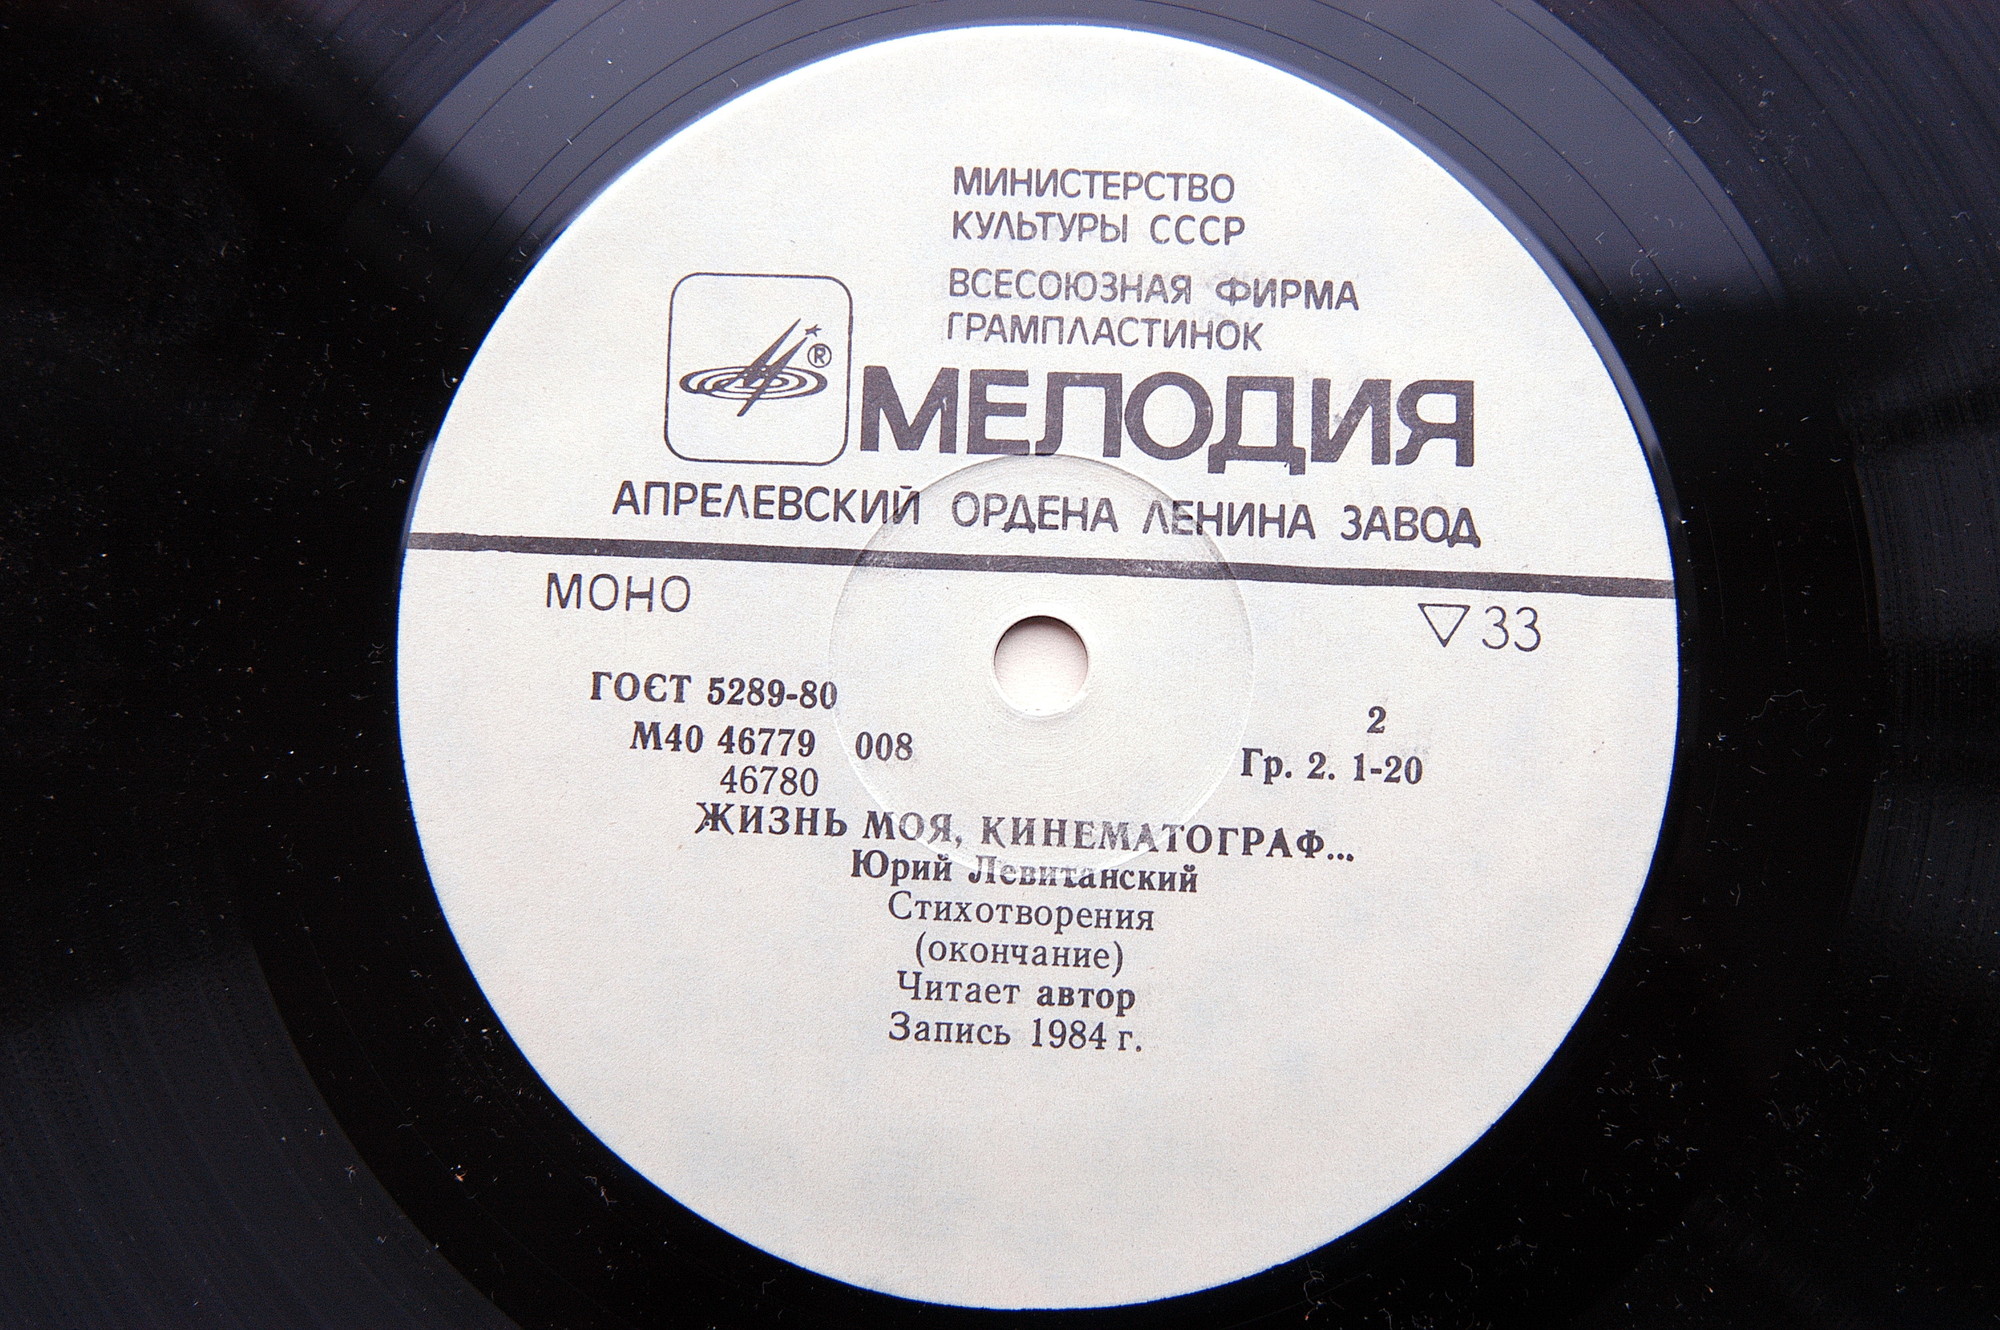 МИНИСТЕРСТВО
КУЛЬТУРЫ СССР
ВСЕСОЮЗНАЯ ФИРМА
ГРАМПЛАСТИНОК
®
МЕЛОДИЯ
АПРЕЛЕВСКИЙ ОРДЕНА ЛЕНИНА ЗАВОД
МОНО
▽33
ГОСТ 5289-80
М40 46779 008
46780
2
Гр. 2. 1-20
ЖИЗНЬ МОЯ, КИНЕМАТОГРАФ...
Юрий Левитанский
Стихотворения
(окончание)
Читает автор
Запись 1984 г.